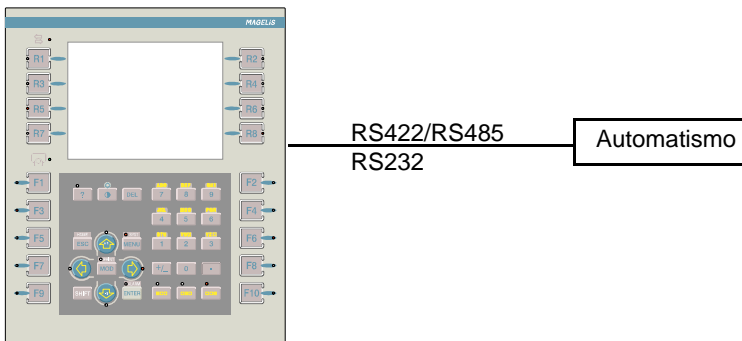 MAGELIS
R1 R2
R3 R4
R5 R6
R7 R8
RS422/RS485
RS232
Automatismo
F1 F2
F3 F4
F5 F6
F7 F8
F9 F10
? DEL 7 8 9
4 5 6
ESC MENU 1 2 3
MOD +/_ 0 .
SHIFT ENTER